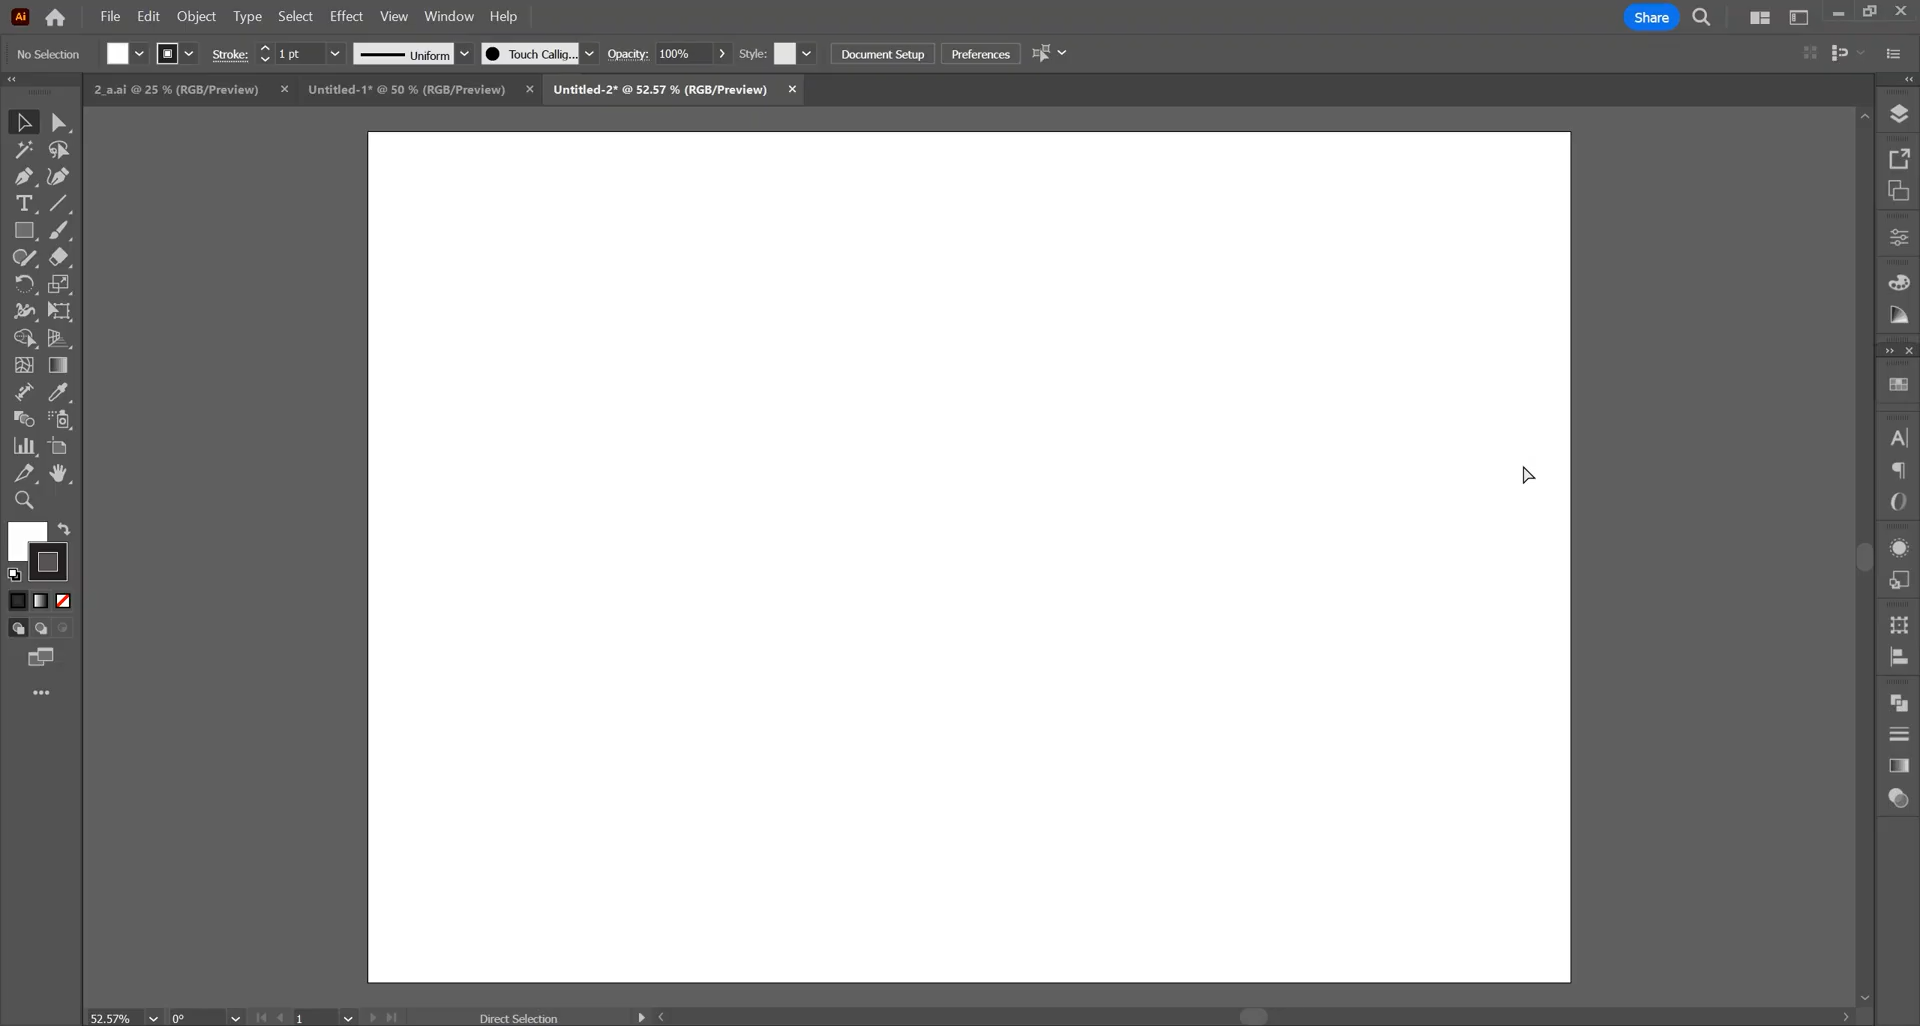 Ai File Edit Object Type Select Effect View Window Help Share
No Selection Stroke: 1 pt Uniform Touch Callig... Opacity: 100% Style: Document Setup Preferences
2_a.ai @ 25 % (RGB/Preview) Untitled-1* @ 50 % (RGB/Preview) Untitled-2* @ 52.57 % (RGB/Preview)
52.57% 0° 1 Direct Selection